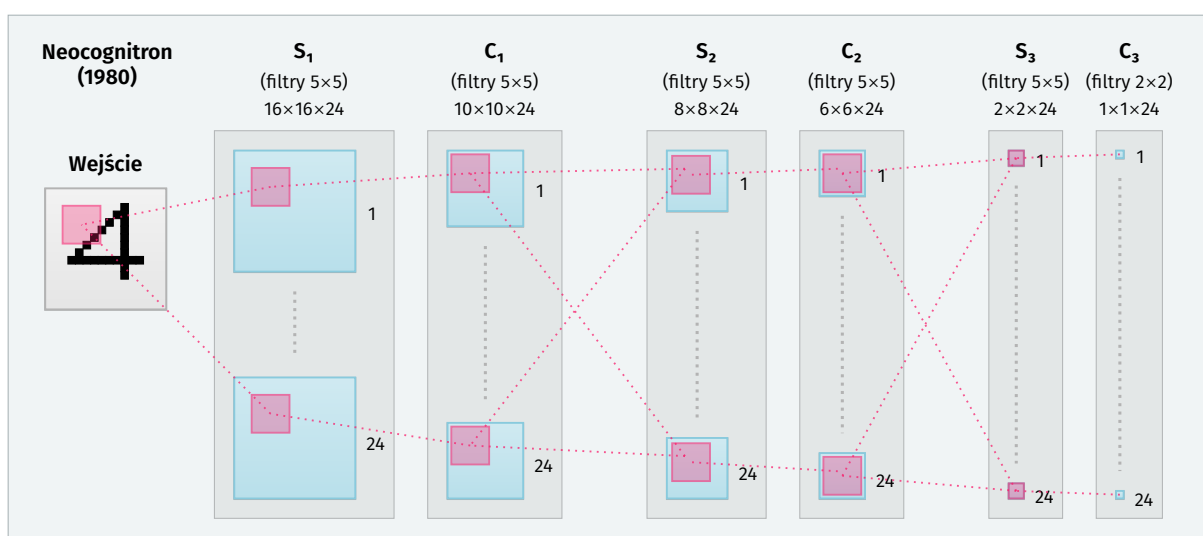 Neocognitron
(1980)
Wejście
S₁
(filtry 5×5)
16×16×24
1
24
C₁
(filtry 5×5)
10×10×24
1
24
S₂
(filtry 5×5)
8×8×24
1
24
C₂
(filtry 5×5)
6×6×24
1
24
S₃
(filtry 5×5)
2×2×24
1
24
C₃
(filtry 2×2)
1×1×24
1
24
4